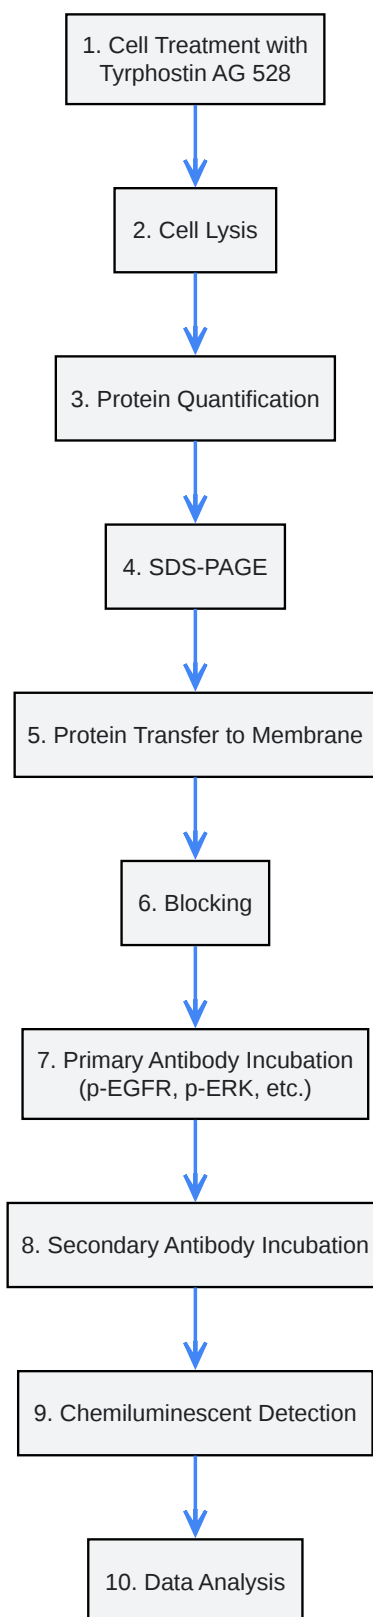 1. Cell Treatment with
Tyrphostin AG 528
2. Cell Lysis
3. Protein Quantification
4. SDS-PAGE
5. Protein Transfer to Membrane
6. Blocking
7. Primary Antibody Incubation
(p-EGFR, p-ERK, etc.)
8. Secondary Antibody Incubation
9. Chemiluminescent Detection
10. Data Analysis